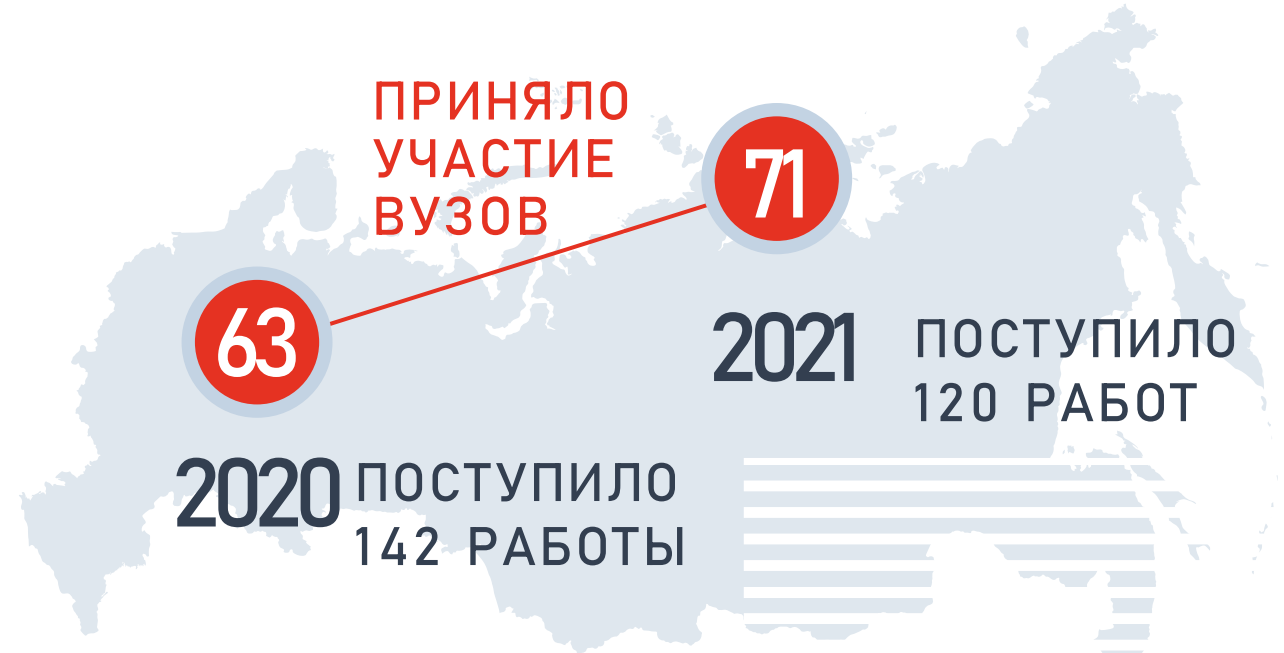 ПРИНЯЛО
УЧАСТИЕ
ВУЗОВ
63
71
2020
ПОСТУПИЛО
142 РАБОТЫ
2021
ПОСТУПИЛО
120 РАБОТ